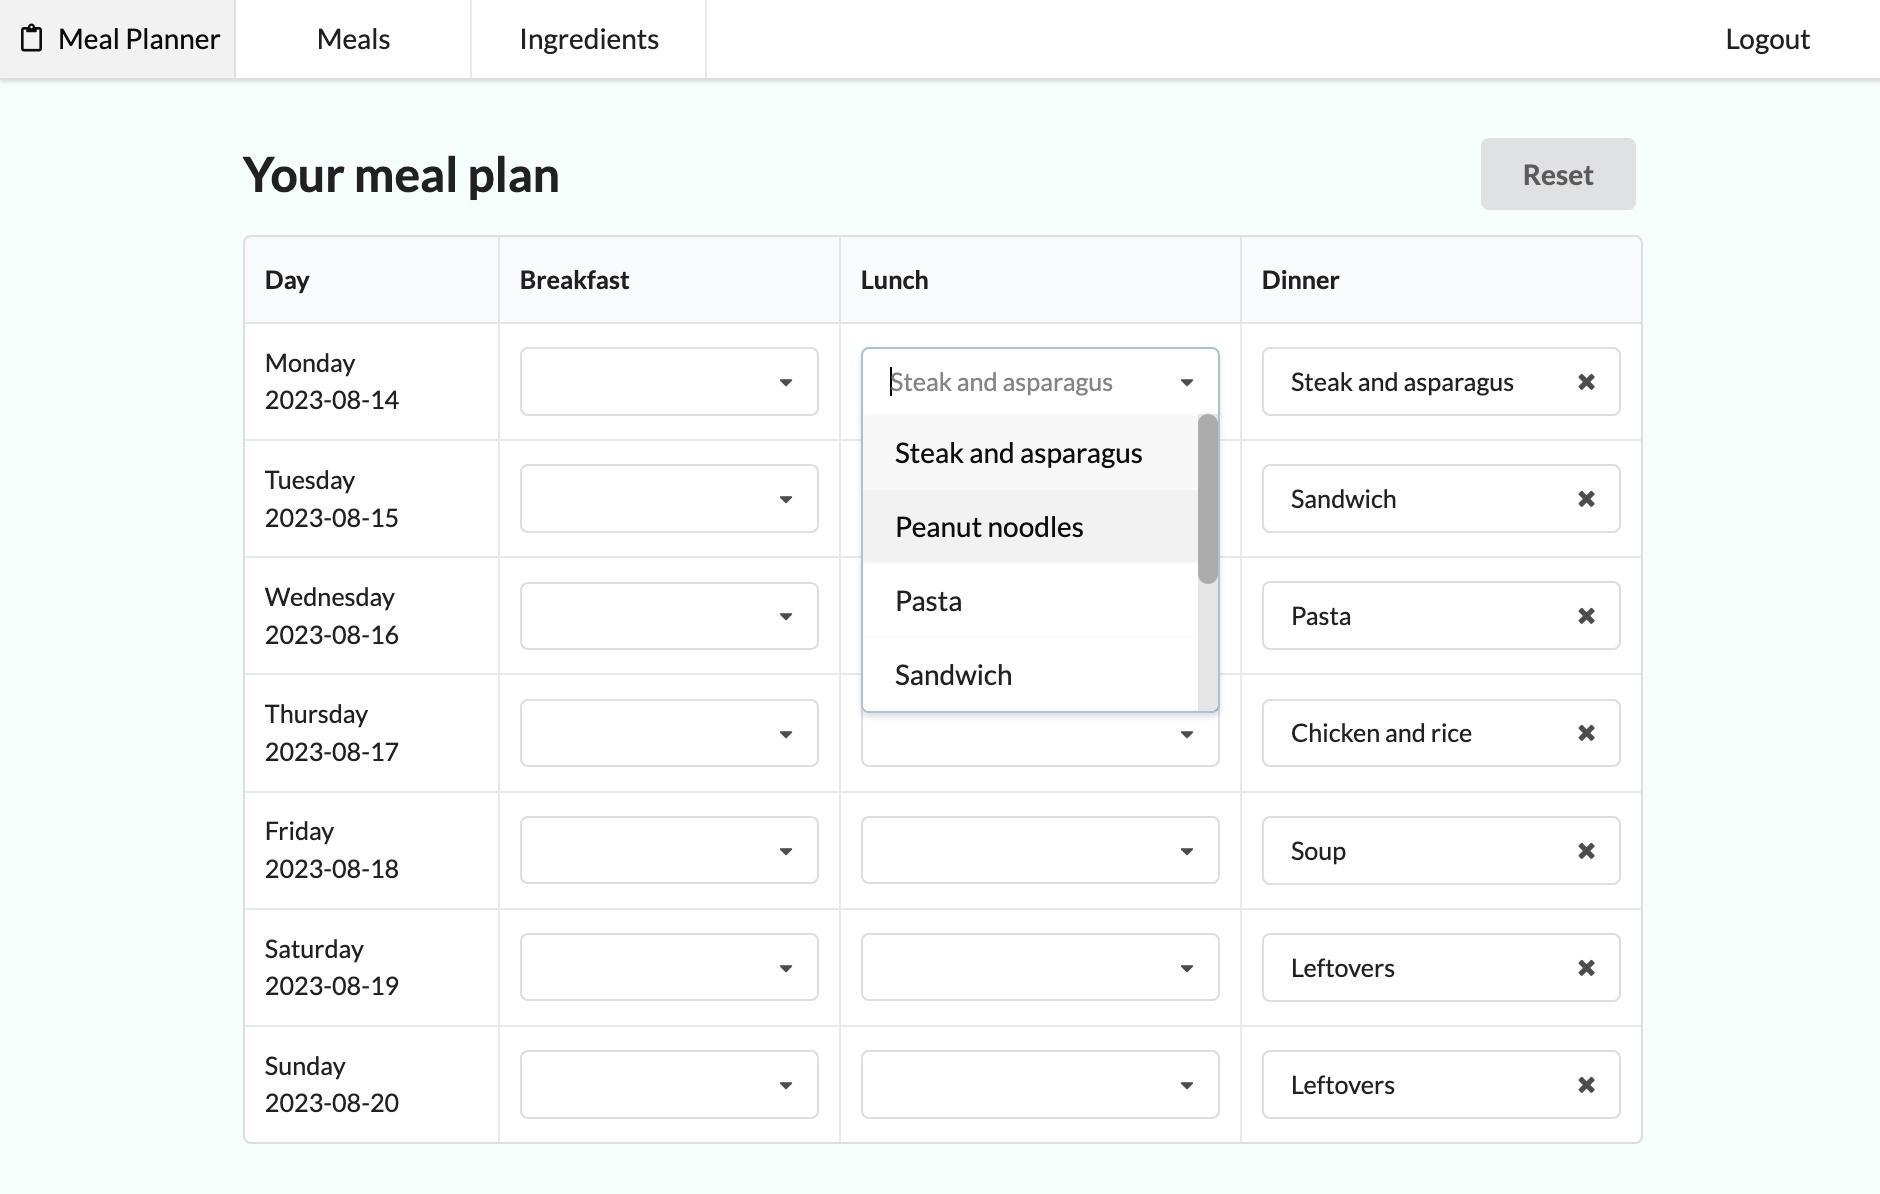 Meal Planner
Meals
Ingredients
Logout
Your meal plan
Reset
Day
Breakfast
Lunch
Dinner
Monday
2023-08-14
Steak and asparagus
Steak and asparagus
Steak and asparagus
Peanut noodles
Pasta
Sandwich
Tuesday
2023-08-15
Sandwich
Wednesday
2023-08-16
Pasta
Thursday
2023-08-17
Chicken and rice
Friday
2023-08-18
Soup
Saturday
2023-08-19
Leftovers
Sunday
2023-08-20
Leftovers